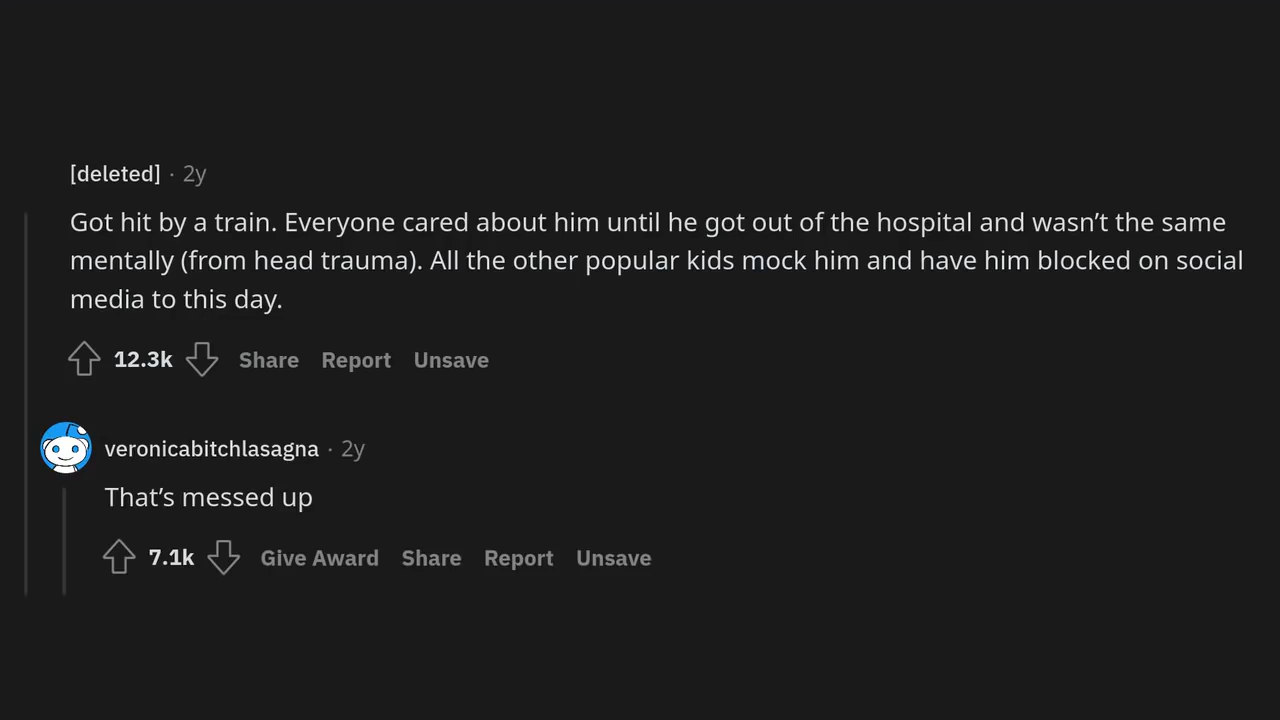 [deleted] · 2y
Got hit by a train. Everyone cared about him until he got out of the hospital and wasn’t the same
mentally (from head trauma). All the other popular kids mock him and have him blocked on social
media to this day.
12.3k Share Report Unsave
veronicabitchlasagna · 2y
That’s messed up
7.1k Give Award Share Report Unsave